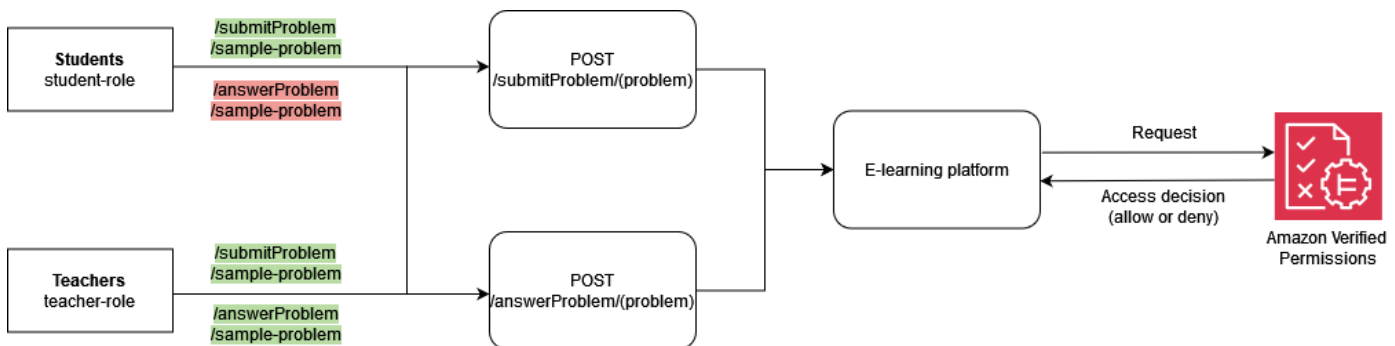 Students
student-role
/submitProblem
/sample-problem
/answerProblem
/sample-problem
POST
/submitProblem/(problem)
E-learning platform
Request
Access decision
(allow or deny)
Amazon Verified
Permissions
Teachers
teacher-role
/submitProblem
/sample-problem
/answerProblem
/sample-problem
POST
/answerProblem/(problem)